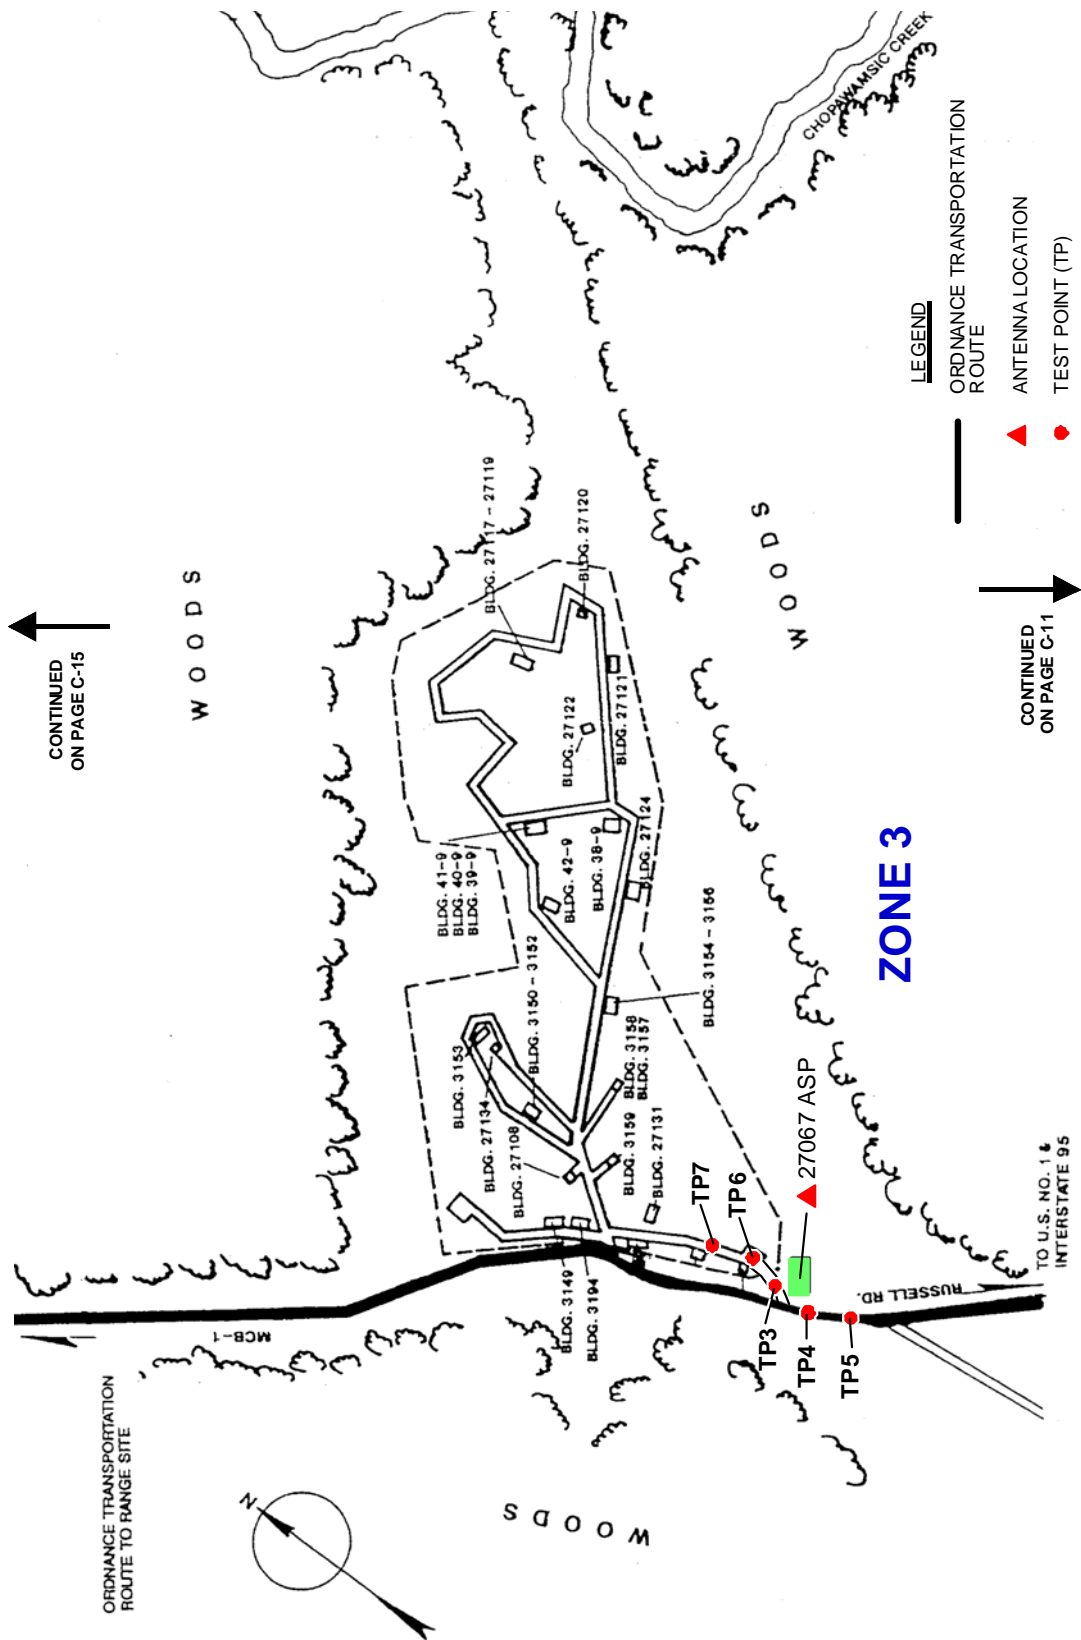 CONTINUED
ON PAGE C-15
WOODS
CHOPAWAMSIC CREEK
LEGEND
ORDNANCE TRANSPORTATION
ROUTE
ANTENNA LOCATION
TEST POINT (TP)
CONTINUED
ON PAGE C-11
WOODS
BLDG. 27117 - 27119
BLDG. 27120
BLDG. 27122
BLDG. 27121
BLDG. 27124
BLDG. 41-9
BLDG. 40-9
BLDG. 39-9
BLDG. 42-9
BLDG. 38-9
BLDG. 3154 - 3156
BLDG. 3153
BLDG. 3150 - 3152
BLDG. 27134
BLDG. 27108
BLDG. 3158
BLDG. 3157
BLDG. 3159
BLDG. 27131
BLDG. 3149
BLDG. 3194
ZONE 3
27067 ASP
TP7
TP6
TP3
TP4
TP5
RUSSELL RD.
TO U.S. NO. 1 &
INTERSTATE 95
MCB-1
ORDNANCE TRANSPORTATION
ROUTE TO RANGE SITE
N
WOODS